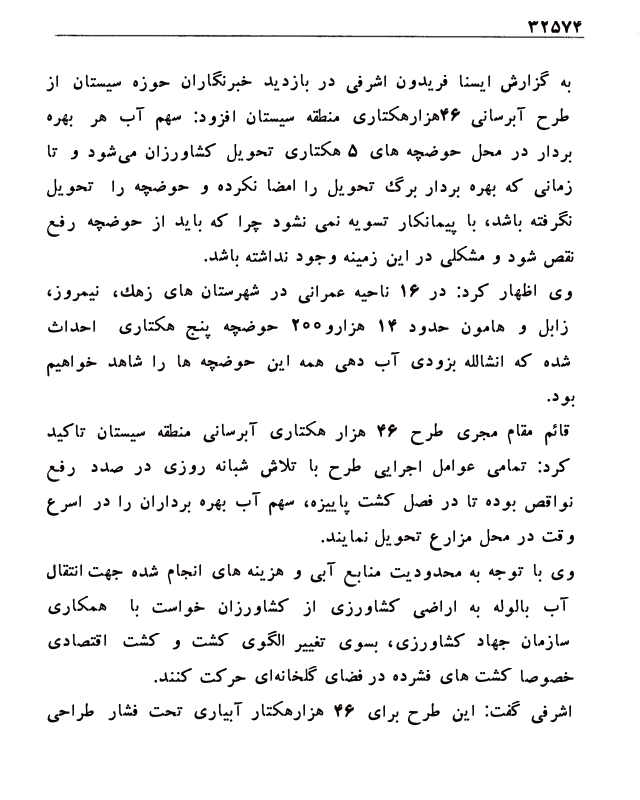 ۳۲۵۷۴
به گزارش ایسنا فریدون اشرفی در بازدید خبرنگاران حوزه سیستان از
طرح آبرسانی ۴۶هزارهکتاری منطقه سیستان افزود: سهم آب هر بهره
بردار در محل حوضچه های ۵ هکتاری تحویل کشاورزان می‌شود و تا
زمانی که بهره بردار برگ تحویل را امضا نکرده و حوضچه را تحویل
نگرفته باشد، با پیمانکار تسویه نمی نشود چرا که باید از حوضچه رفع
نقص شود و مشکلی در این زمینه وجود نداشته باشد.
وی اظهار کرد: در ۱۶ ناحیه عمرانی در شهرستان های زهك، نیمروز،
زابل و هامون حدود ۱۴ هزارو۲۰۰ حوضچه پنج هکتاری احداث
شده که انشالله بزودی آب دهی همه این حوضچه ها را شاهد خواهیم
بود.
قائم مقام مجری طرح ۴۶ هزار هکتاری آبرسانی منطقه سیستان تاکید
کرد: تمامی عوامل اجرایی طرح با تلاش شبانه روزی در صدد رفع
نواقص بوده تا در فصل کشت پاییزه، سهم آب بهره برداران را در اسرع
وقت در محل مزارع تحویل نمایند.
وی با توجه به محدودیت منابع آبی و هزینه های انجام شده جهت انتقال
آب بالوله به اراضی کشاورزی از کشاورزان خواست با همکاری
سازمان جهاد کشاورزی، بسوی تغییر الگوی کشت و کشت اقتصادی
خصوصا کشت های فشرده در فضای گلخانه‌ای حرکت کنند.
اشرفی گفت: این طرح برای ۴۶ هزارهکتار آبیاری تحت فشار طراحی